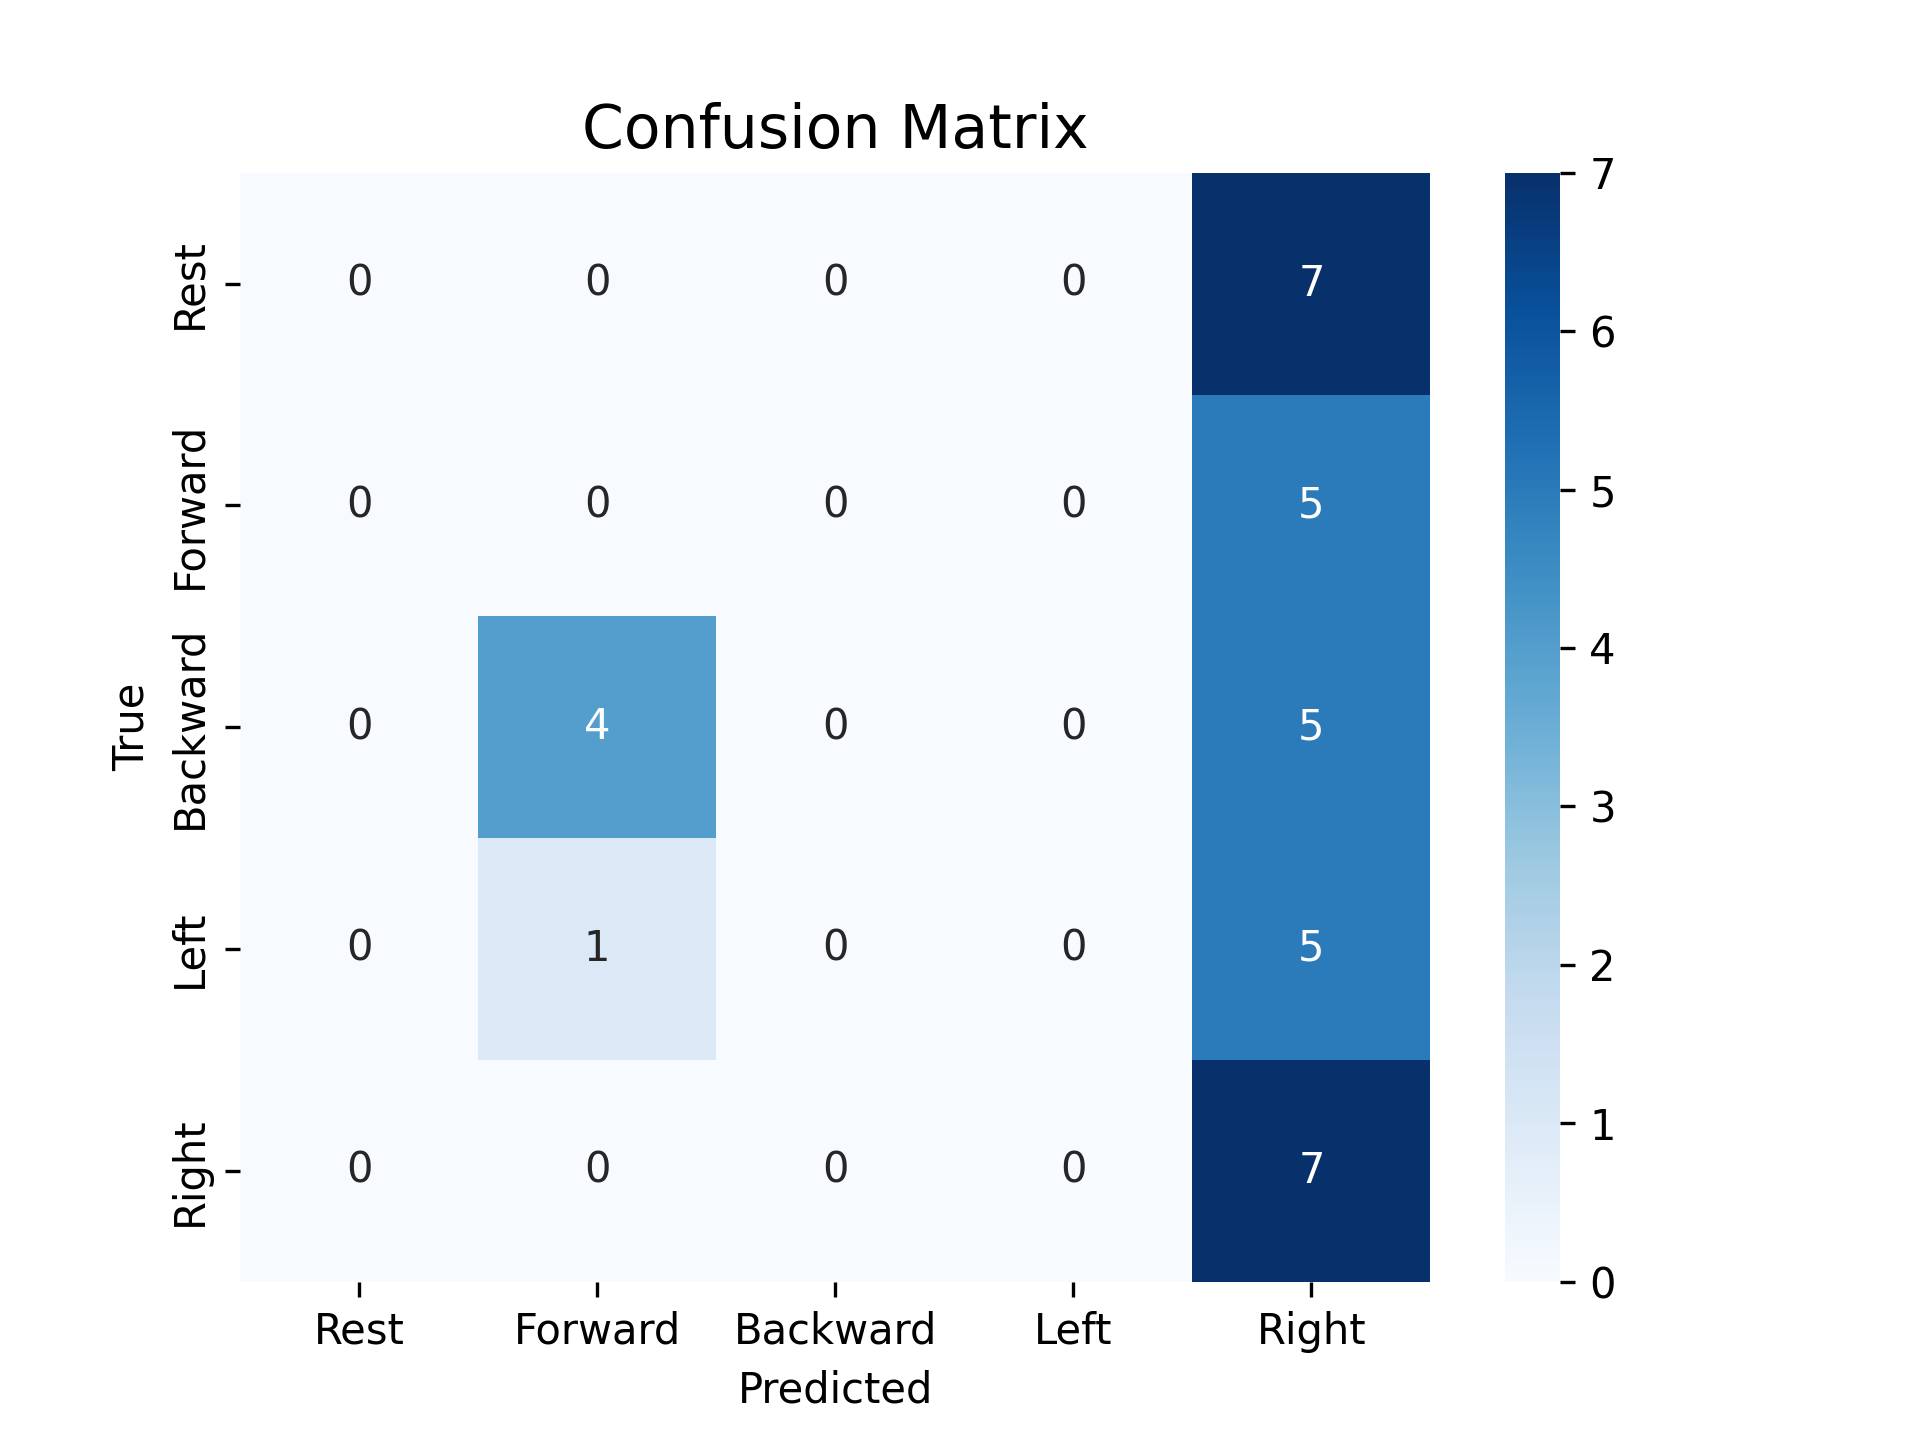 Confusion Matrix
True
Rest 0 0 0 0 7
Forward 0 0 0 0 5
Backward 0 4 0 0 5
Left 0 1 0 0 5
Right 0 0 0 0 7
Rest Forward Backward Left Right
Predicted
7
6
5
4
3
2
1
0